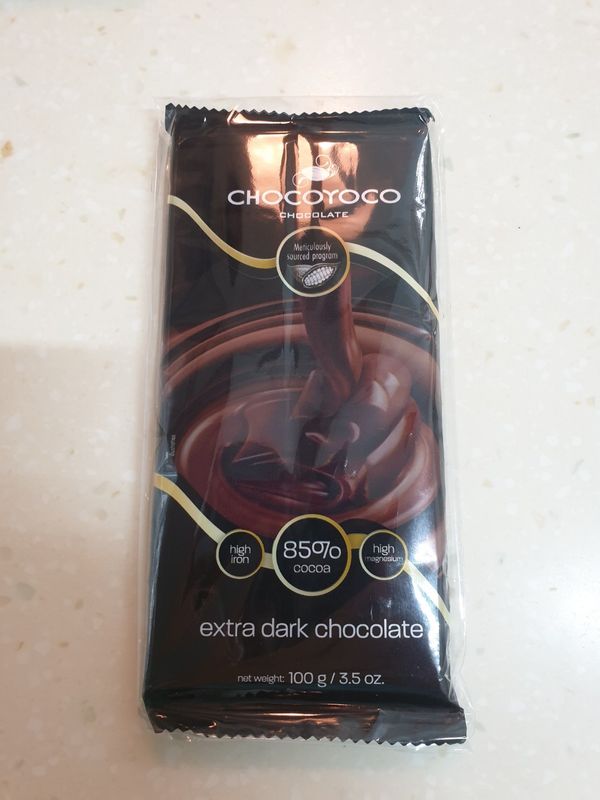 CHOCOYOCO
CHOCOLATE
Meticulously
sourced program
high
iron
85%
cocoa
high
magnesium
extra dark chocolate
net weight: 100 g / 3.5 oz.